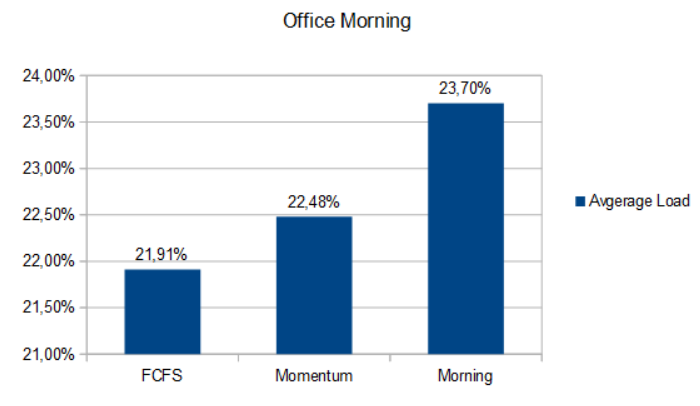 Office Morning
24,00%
23,50%
23,00%
22,50%
22,00%
21,50%
21,00%
21,91%
22,48%
23,70%
FCFS
Momentum
Morning
Avgerage Load